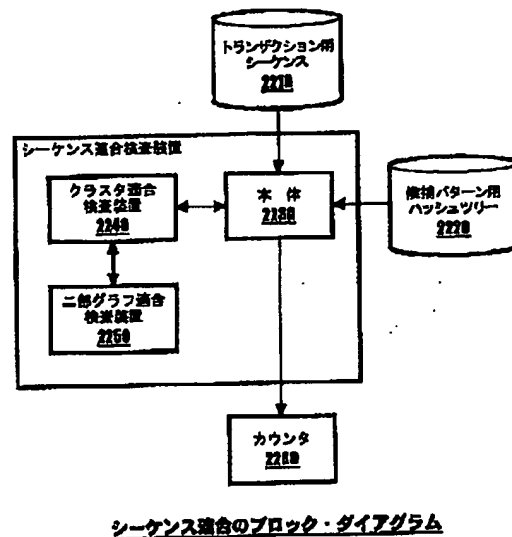 トランザクション用
シーケンス
2210
シーケンス適合検査装置
クラスタ適合
検査装置
2240
本 体
2230
候補パターン用
ハッシュツリー
2220
二部グラフ適合
検査装置
2250
カウンタ
2260
シーケンス適合のブロック・ダイアグラム